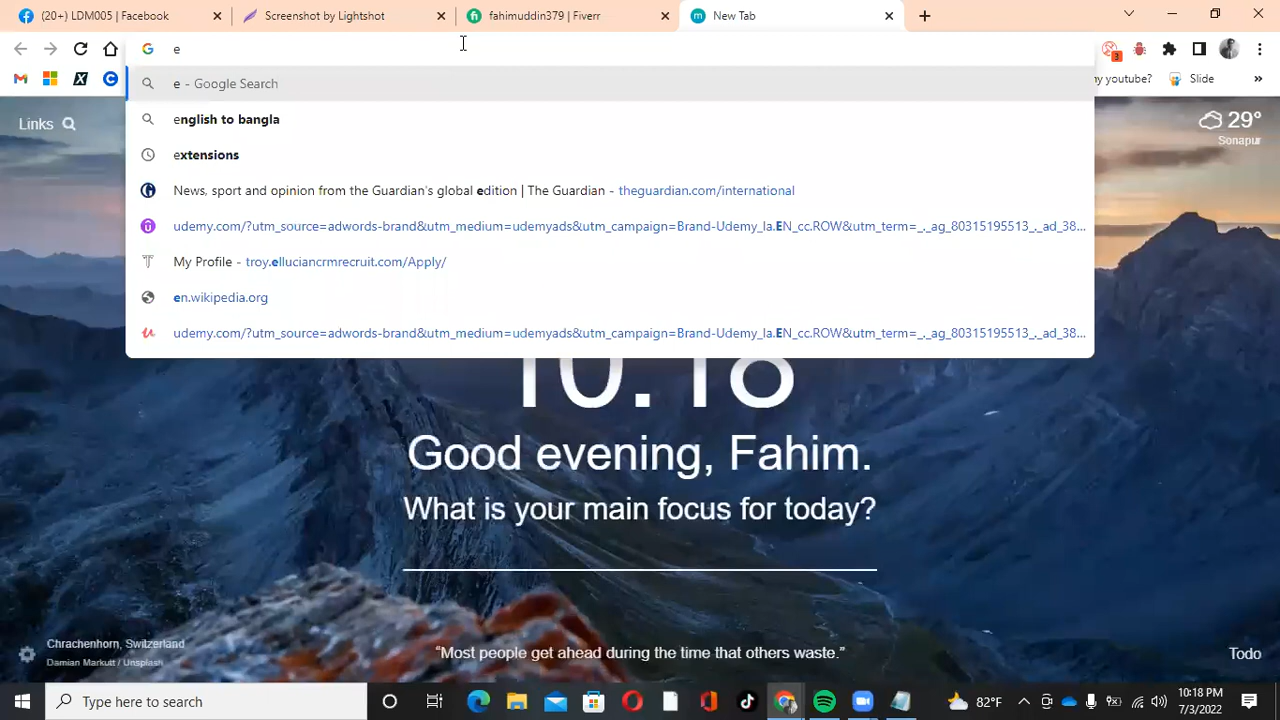 (20+) LDM005 | Facebook
Screenshot by Lightshot
fahimuddin379 | Fiverr
New Tab
e
3
my youtube?
Slide
e - Google Search
english to bangla
extensions
News, sport and opinion from the Guardian's global edition | The Guardian - theguardian.com/international
udemy.com/?utm_source=adwords-brand&utm_medium=udemyads&utm_campaign=Brand-Udemy_la.EN_cc.ROW&utm_term=_._ag_80315195513_._ad_38...
My Profile - troy.elluciancrmrecruit.com/Apply/
en.wikipedia.org
udemy.com/?utm_source=adwords-brand&utm_medium=udemyads&utm_campaign=Brand-Udemy_la.EN_cc.ROW&utm_term=_._ag_80315195513_._ad_38...
Links
29°
Sonapur
10.18
Good evening, Fahim.
What is your main focus for today?
Chrachenhorn, Switzerland
Damian Markutt / Unsplash
“Most people get ahead during the time that others waste.”
Todo
Type here to search
82°F
10:18 PM
7/3/2022